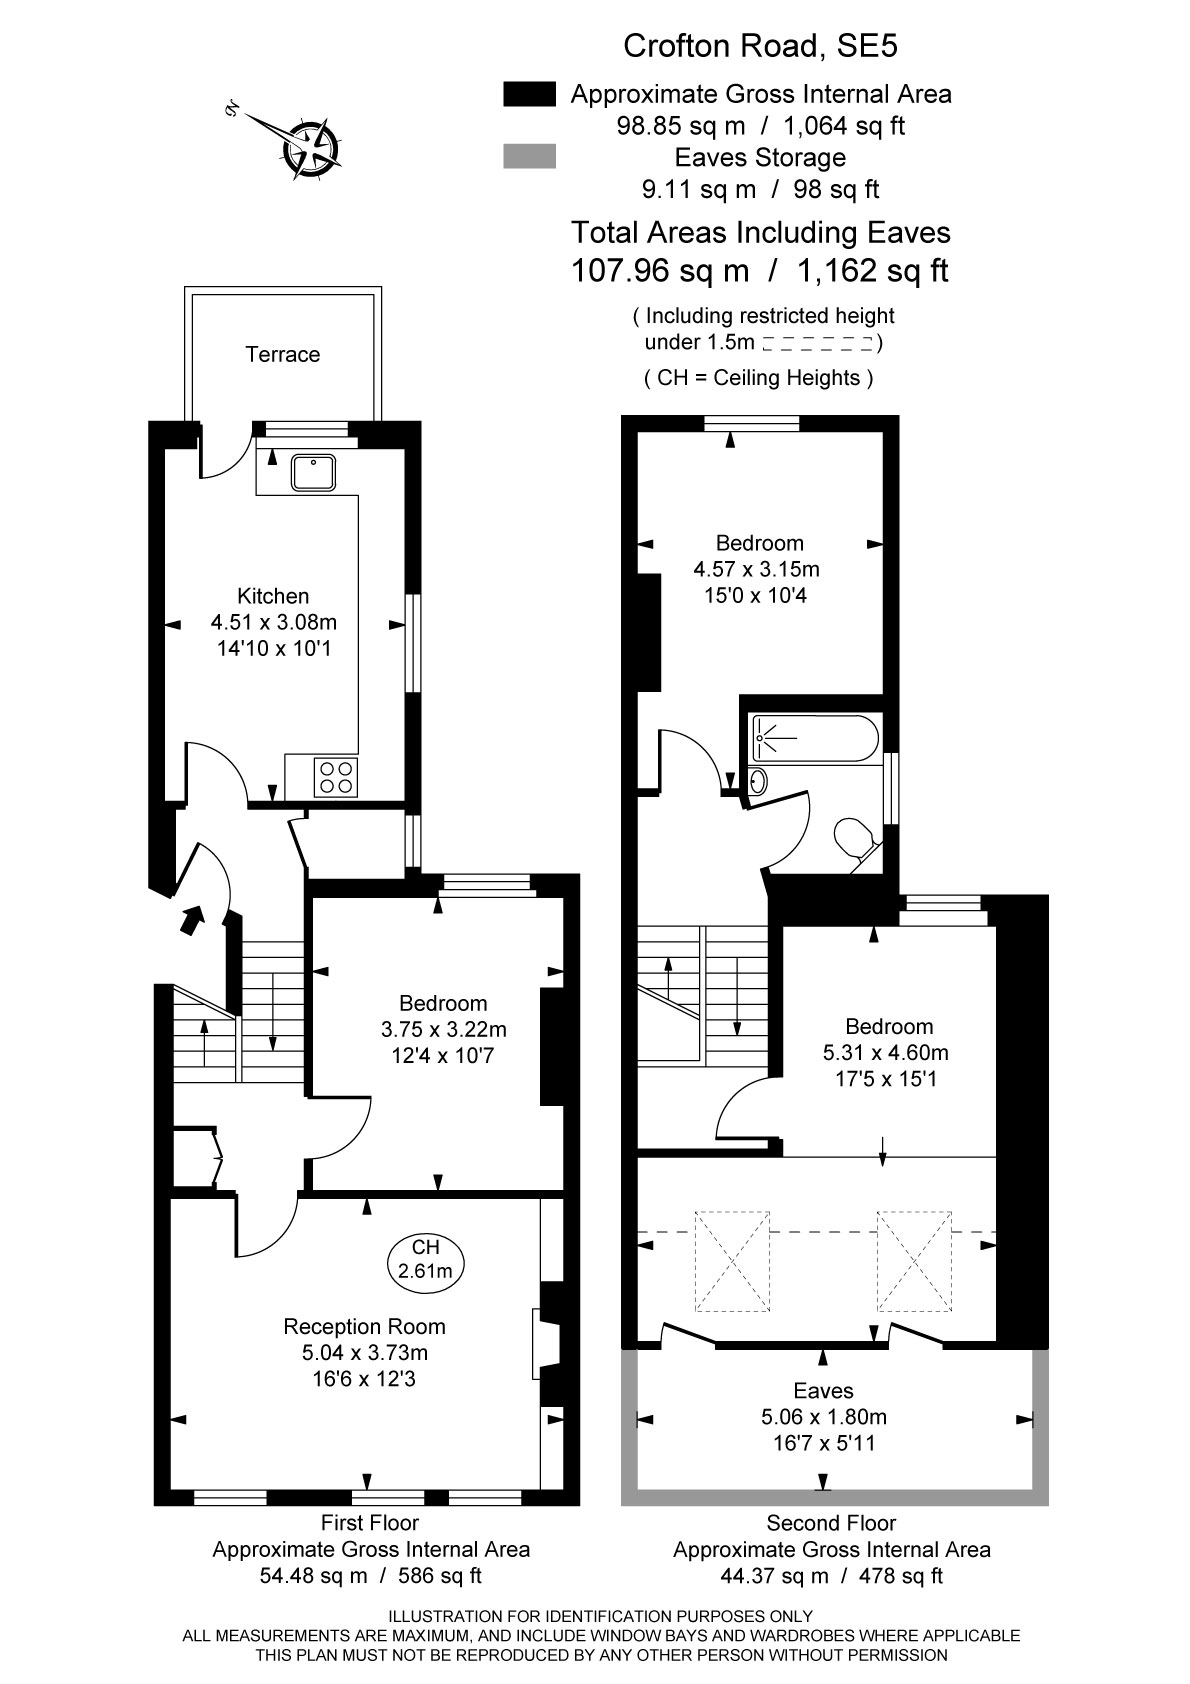 Crofton Road, SE5
Approximate Gross Internal Area
98.85 sq m / 1,064 sq ft
Eaves Storage
9.11 sq m / 98 sq ft
Total Areas Including Eaves
107.96 sq m / 1,162 sq ft
( Including restricted height
under 1.5m )
( CH = Ceiling Heights )
N
Terrace
Kitchen
4.51 x 3.08m
14'10 x 10'1
Bedroom
3.75 x 3.22m
12'4 x 10'7
CH
2.61m
Reception Room
5.04 x 3.73m
16'6 x 12'3
First Floor
Approximate Gross Internal Area
54.48 sq m / 586 sq ft
Bedroom
4.57 x 3.15m
15'0 x 10'4
Bedroom
5.31 x 4.60m
17'5 x 15'1
Eaves
5.06 x 1.80m
16'7 x 5'11
Second Floor
Approximate Gross Internal Area
44.37 sq m / 478 sq ft
ILLUSTRATION FOR IDENTIFICATION PURPOSES ONLY
ALL MEASUREMENTS ARE MAXIMUM, AND INCLUDE WINDOW BAYS AND WARDROBES WHERE APPLICABLE
THIS PLAN MUST NOT BE REPRODUCED BY ANY OTHER PERSON WITHOUT PERMISSION